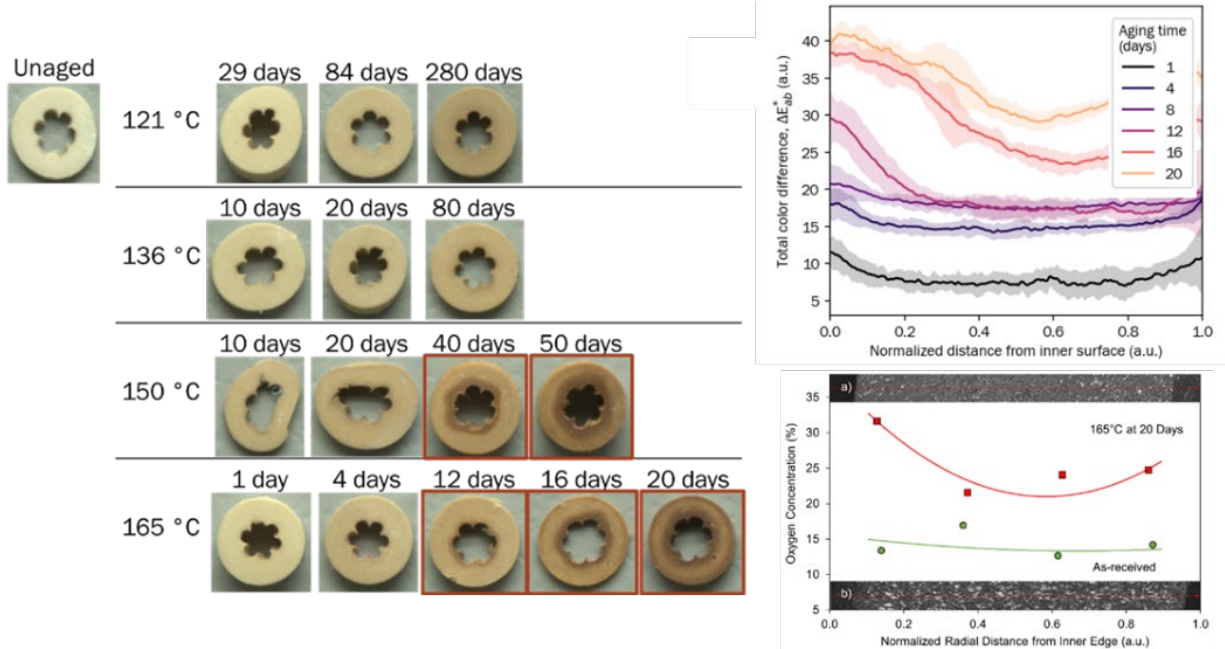 Unaged
29 days 84 days 280 days
121 °C
10 days 20 days 80 days
136 °C
10 days 20 days 40 days 50 days
150 °C
1 day 4 days 12 days 16 days 20 days
165 °C
Total color difference, ΔE*ab (a.u.)
40
35
30
25
20
15
10
5
Aging time
(days)
1
4
8
12
16
20
0.0 0.2 0.4 0.6 0.8 1.0
Normalized distance from inner surface (a.u.)
Oxygen Concentration (%)
35
30
25
20
15
10
5
a)
165°C at 20 Days
As-received
b)
0.0 0.2 0.4 0.6 0.8 1.0
Normalized Radial Distance from Inner Edge (a.u.)